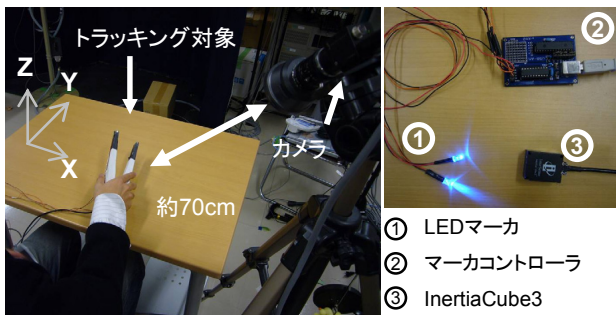 トラッキング対象
Z
Y
X
カメラ
約70cm
②
①
③
① LEDマーカ
② マーカコントローラ
③ InertiaCube3